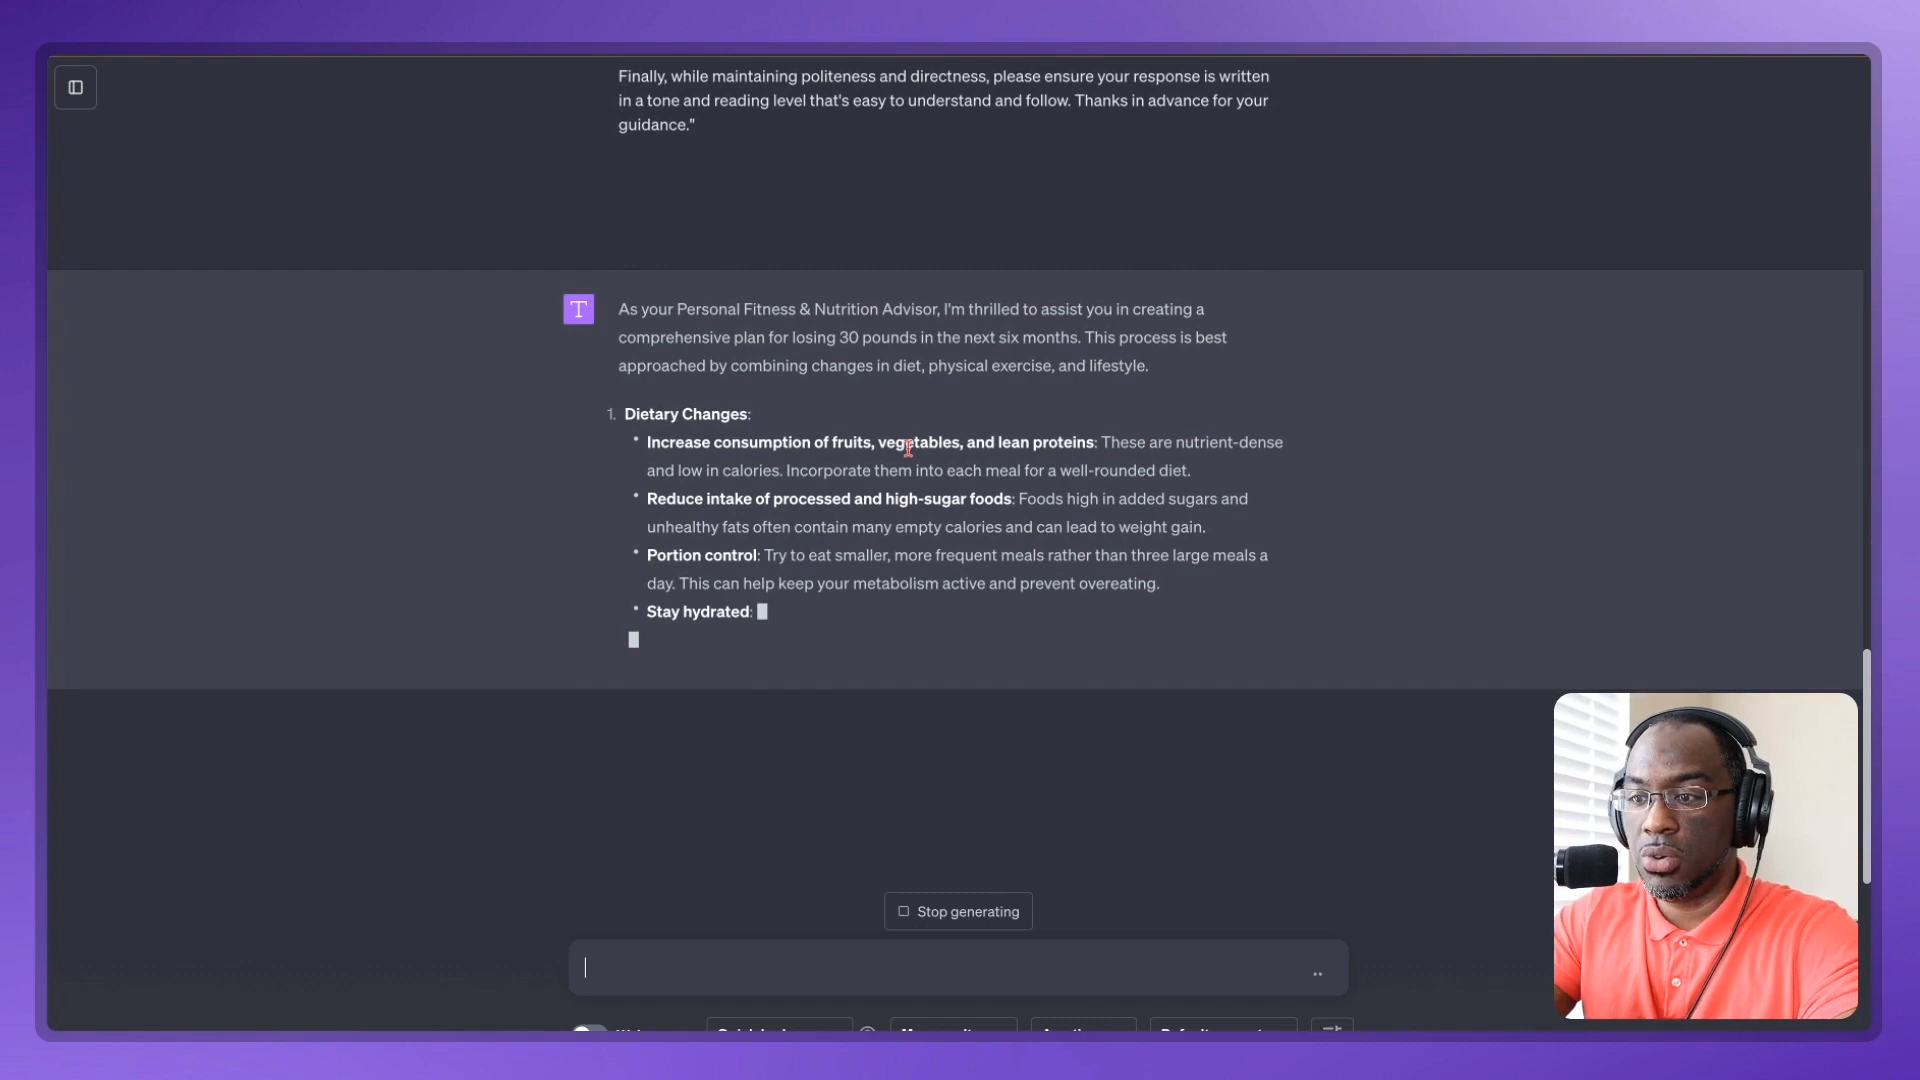 Finally, while maintaining politeness and directness, please ensure your response is written
in a tone and reading level that's easy to understand and follow. Thanks in advance for your
guidance."
T
As your Personal Fitness & Nutrition Advisor, I'm thrilled to assist you in creating a
comprehensive plan for losing 30 pounds in the next six months. This process is best
approached by combining changes in diet, physical exercise, and lifestyle.
1. Dietary Changes:
• Increase consumption of fruits, vegetables, and lean proteins: These are nutrient-dense
and low in calories. Incorporate them into each meal for a well-rounded diet.
• Reduce intake of processed and high-sugar foods: Foods high in added sugars and
unhealthy fats often contain many empty calories and can lead to weight gain.
• Portion control: Try to eat smaller, more frequent meals rather than three large meals a
day. This can help keep your metabolism active and prevent overeating.
• Stay hydrated:
Stop generating